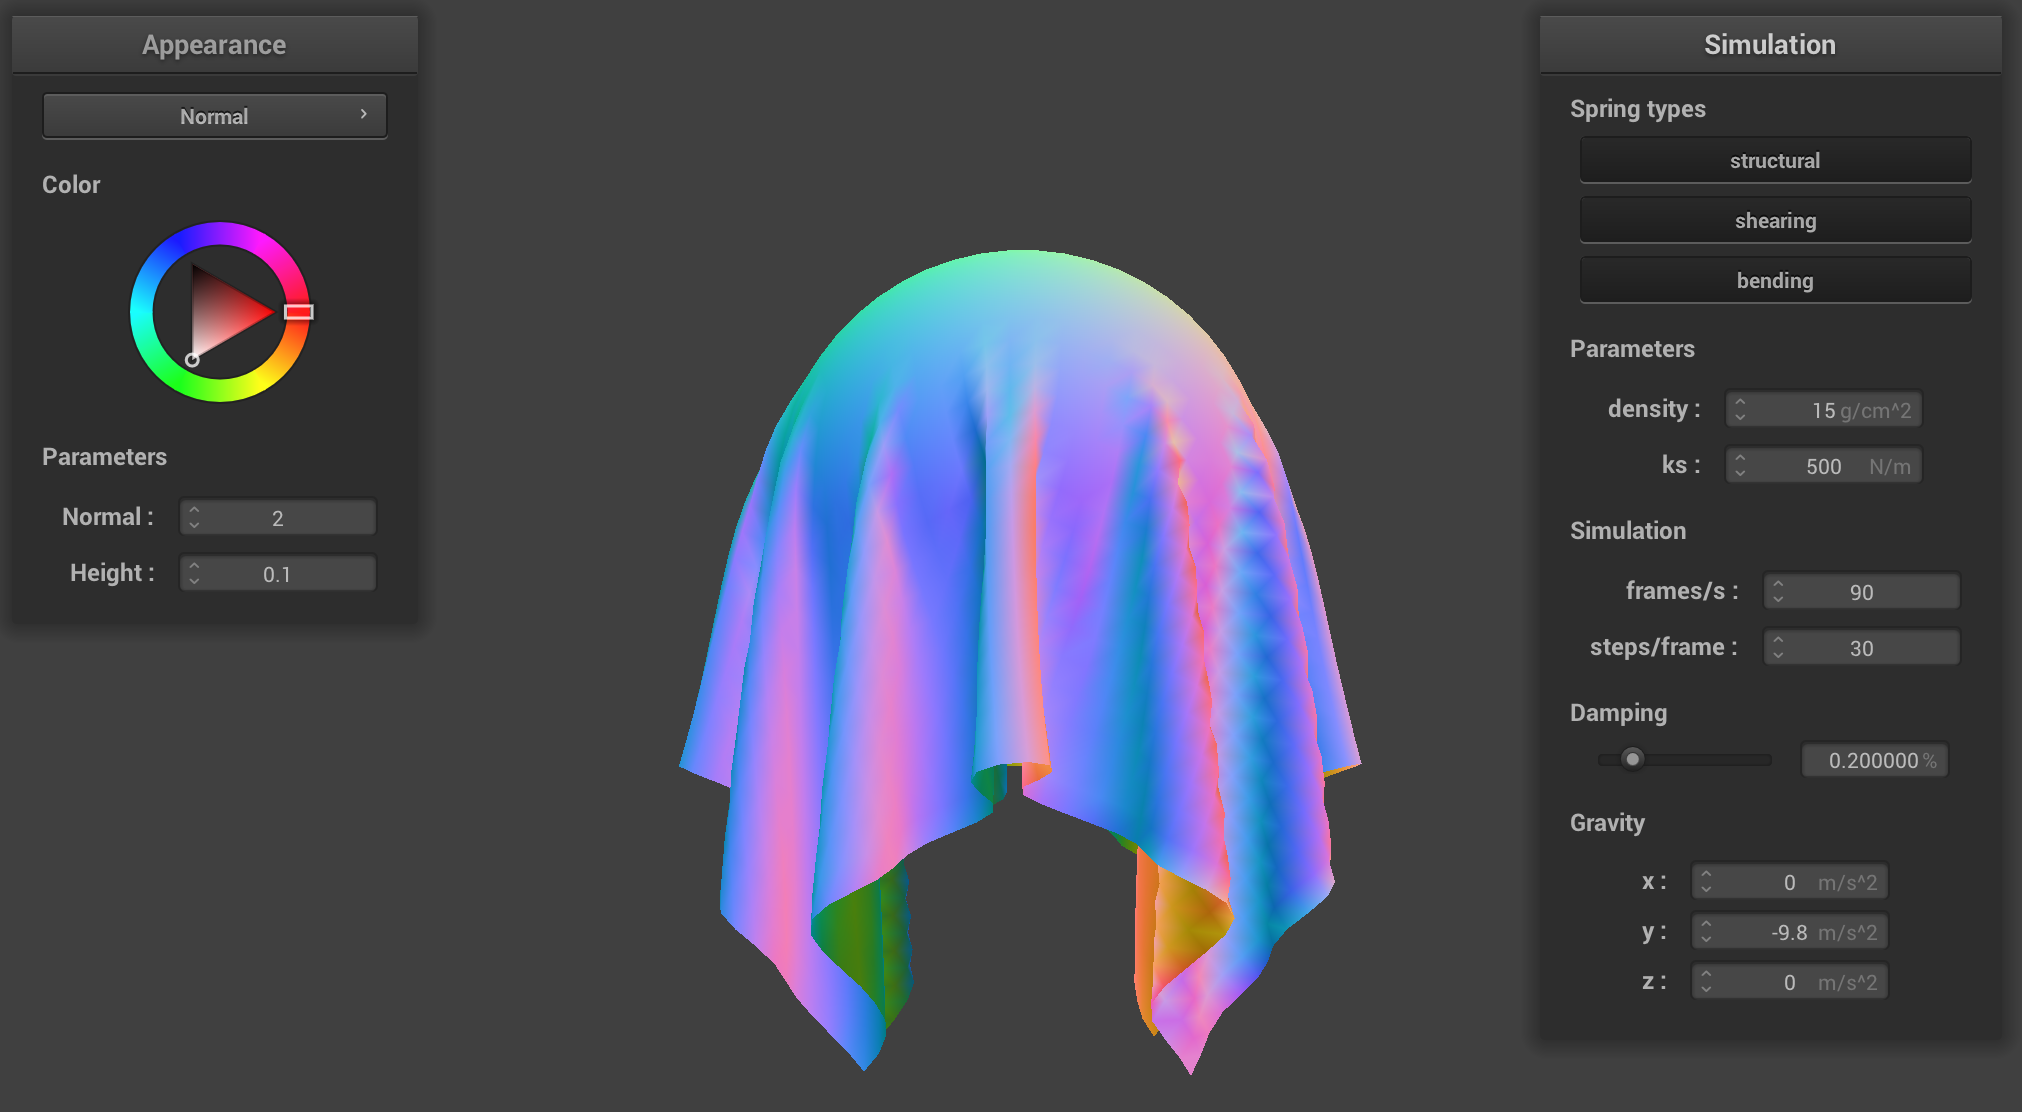 Appearance
Normal
Color
Parameters
Normal : 2
Height : 0.1
Simulation
Spring types
structural
shearing
bending
Parameters
density : 15 g/cm^2
ks : 500 N/m
Simulation
frames/s : 90
steps/frame : 30
Damping
0.200000 %
Gravity
x : 0 m/s^2
y : -9.8 m/s^2
z : 0 m/s^2